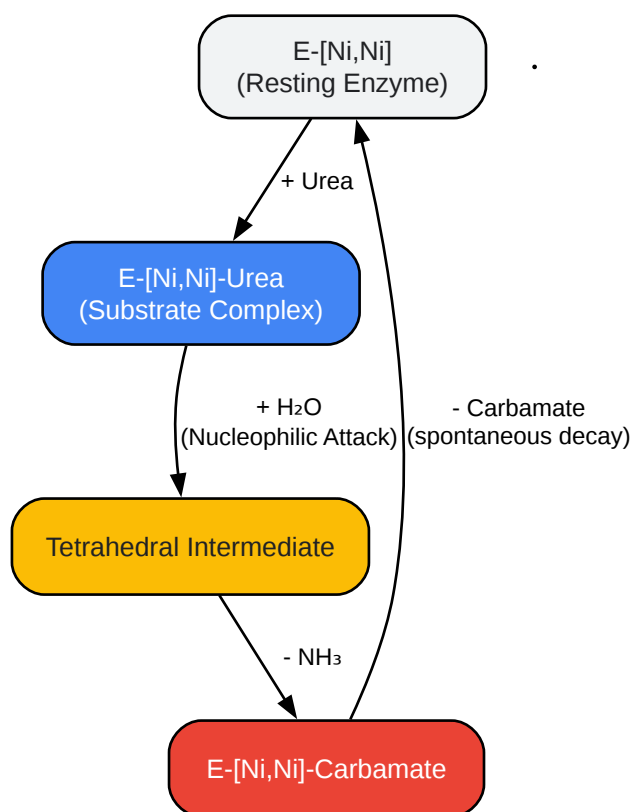 E-[Ni,Ni]
(Resting Enzyme)
.
+ Urea
E-[Ni,Ni]-Urea
(Substrate Complex)
+ H₂O
(Nucleophilic Attack)
- Carbamate
(spontaneous decay)
Tetrahedral Intermediate
- NH₃
E-[Ni,Ni]-Carbamate